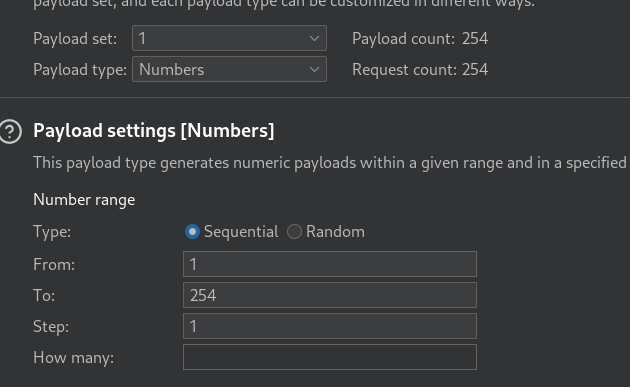 payload set, and each payload type can be customized in different ways.
Payload set: 1 Payload count: 254
Payload type: Numbers Request count: 254
? Payload settings [Numbers]
This payload type generates numeric payloads within a given range and in a specified
Number range
Type: Sequential Random
From: 1
To: 254
Step: 1
How many: